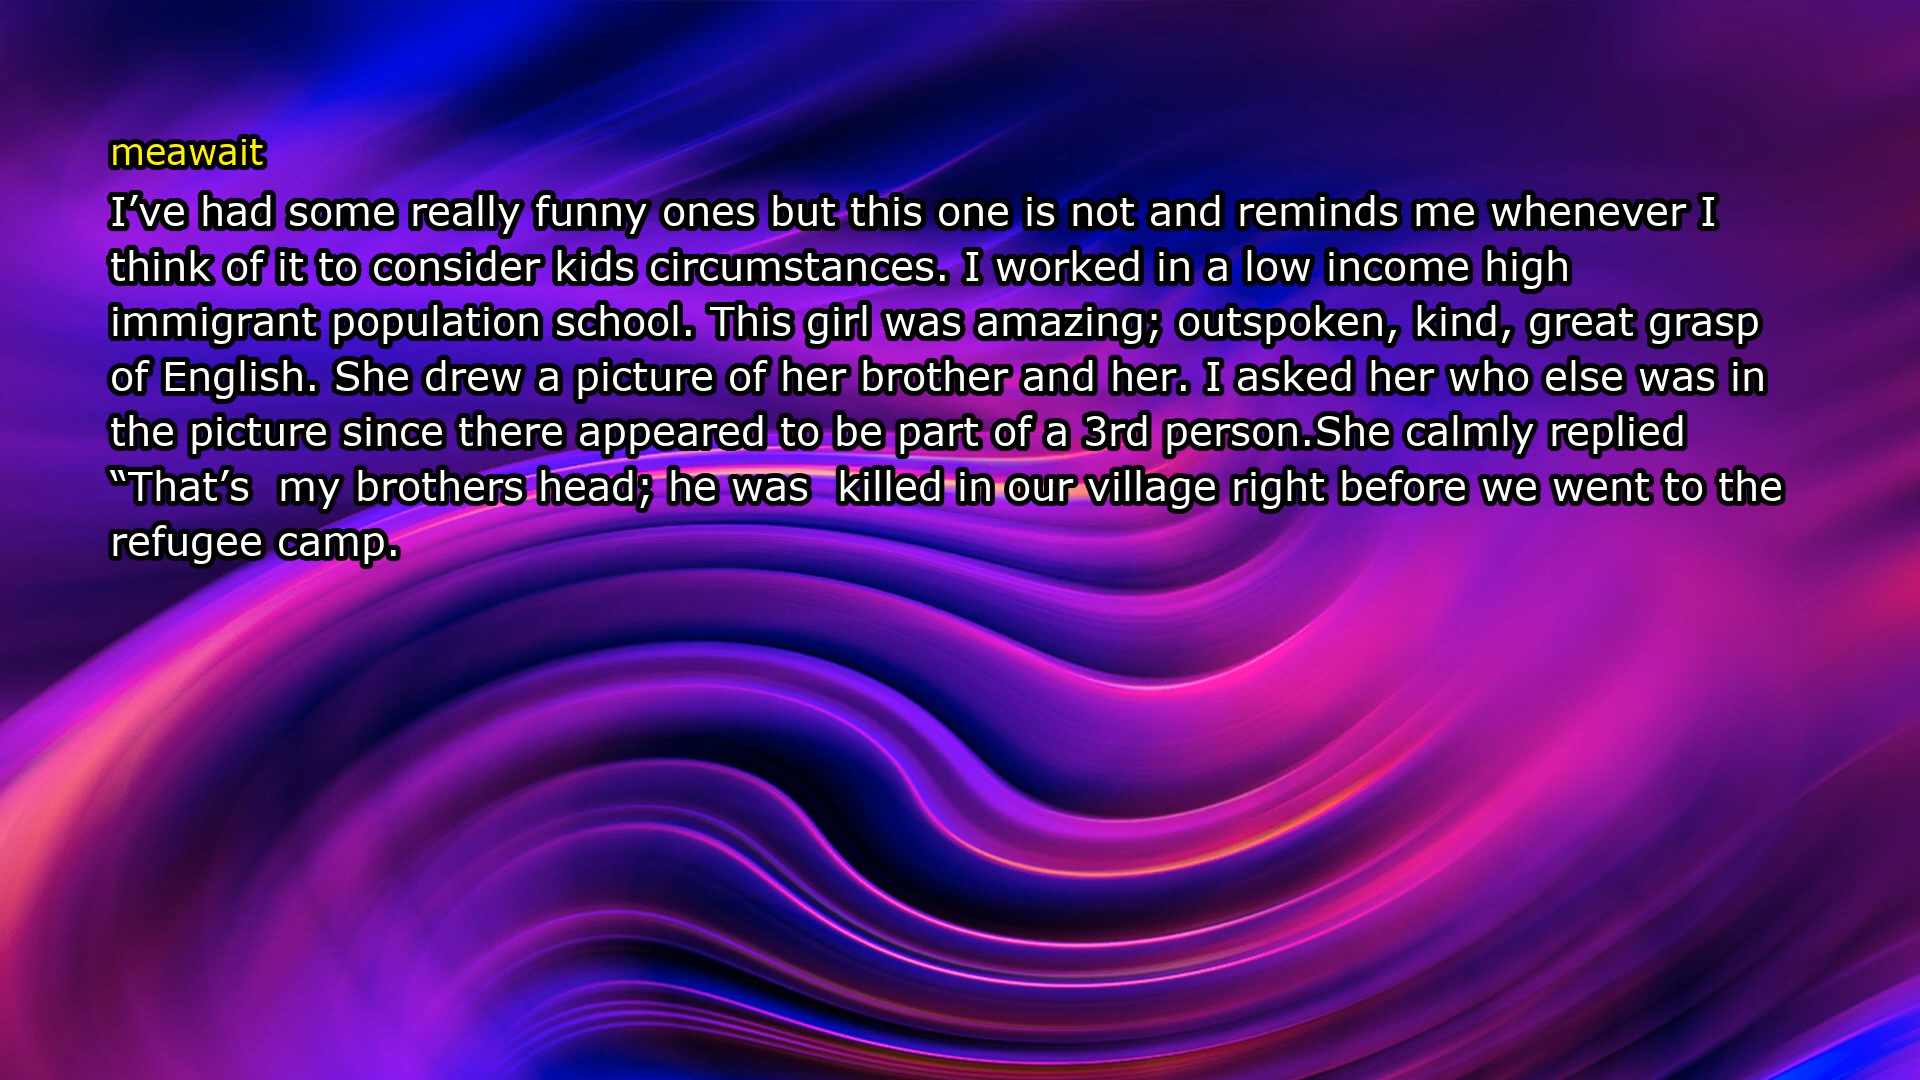 meawait
I’ve had some really funny ones but this one is not and reminds me whenever I
think of it to consider kids circumstances. I worked in a low income high
immigrant population school. This girl was amazing; outspoken, kind, great grasp
of English. She drew a picture of her brother and her. I asked her who else was in
the picture since there appeared to be part of a 3rd person.She calmly replied
“That’s  my brothers head; he was  killed in our village right before we went to the
refugee camp.